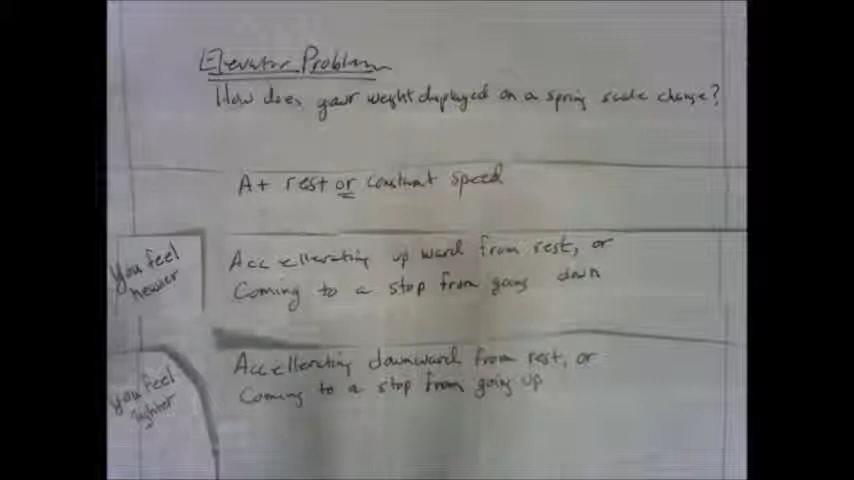 Elevator Problem
How does your weight displayed on a spring scale change?
At rest or constant speed
You feel
heavier
Accellerating up ward from rest, or
Coming to a stop from going down
You feel
lighter
Accellerating downward from rest, or
Coming to a stop from going up